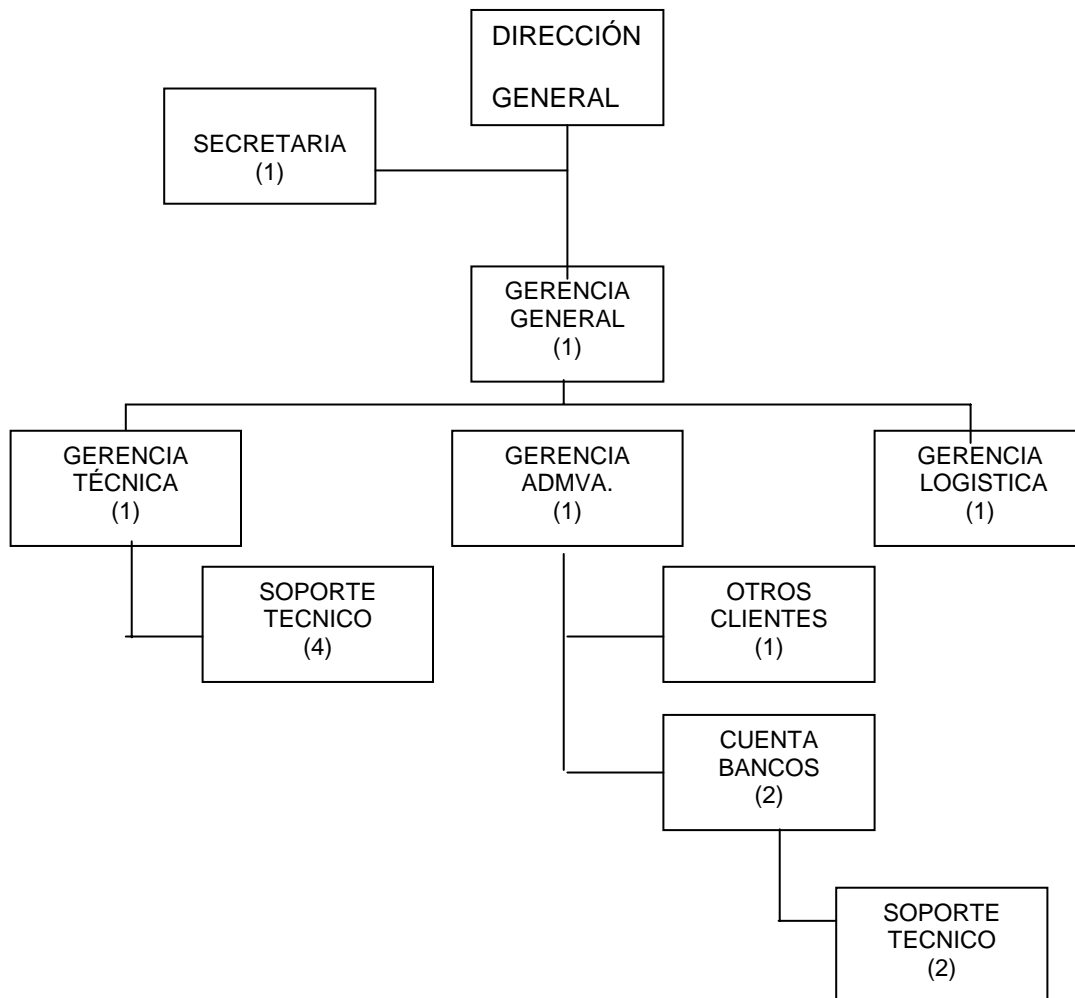 DIRECCIÓN
GENERAL
SECRETARIA
(1)
GERENCIA
GENERAL
(1)
GERENCIA
TÉCNICA
(1)
GERENCIA
ADMVA.
(1)
GERENCIA
LOGISTICA
(1)
SOPORTE
TECNICO
(4)
OTROS
CLIENTES
(1)
CUENTA
BANCOS
(2)
SOPORTE
TECNICO
(2)